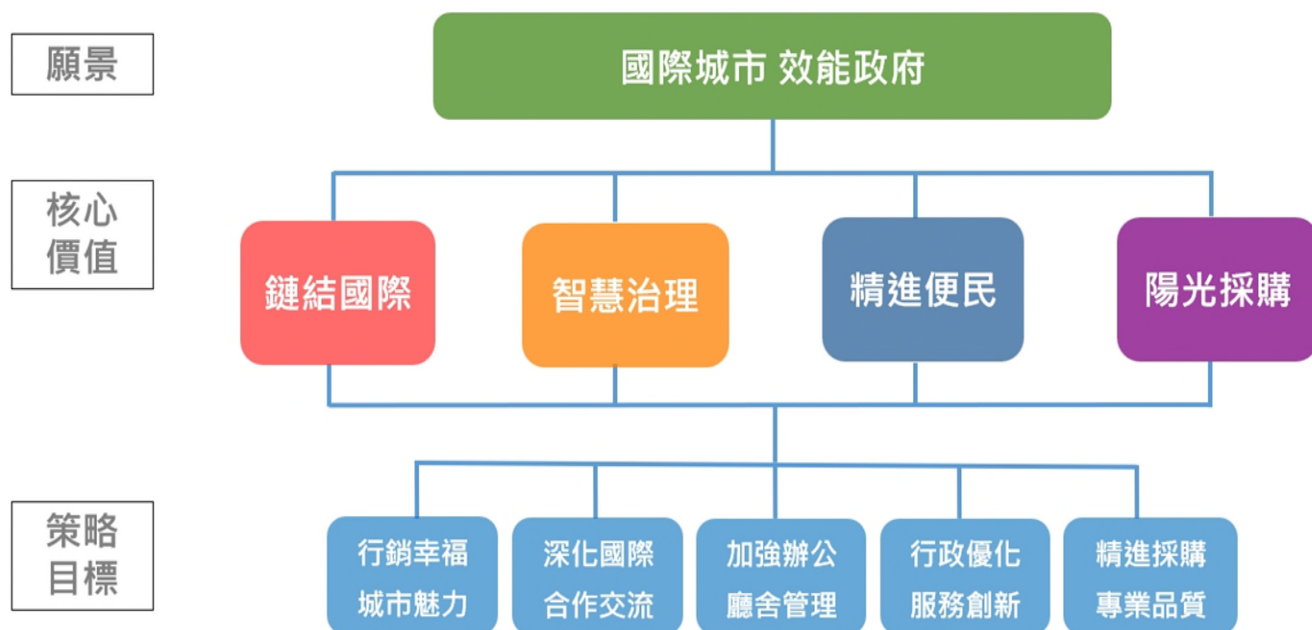 願景
國際城市 效能政府
核心
價值
鏈結國際
智慧治理
精進便民
陽光採購
策略
目標
行銷幸福
城市魅力
深化國際
合作交流
加強辦公
廳舍管理
行政優化
服務創新
精進採購
專業品質